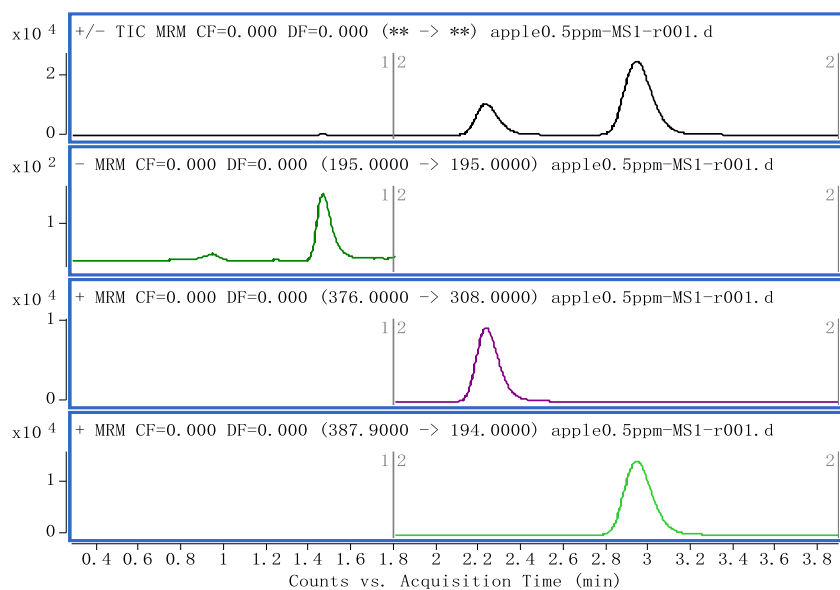 x10 4 +/- TIC MRM CF=0.000 DF=0.000 (** -> **) apple0.5ppm-MS1-r001.d
1 2 2
2
0
x10 2 - MRM CF=0.000 DF=0.000 (195.0000 -> 195.0000) apple0.5ppm-MS1-r001.d
1 2 2
1
x10 4 + MRM CF=0.000 DF=0.000 (376.0000 -> 308.0000) apple0.5ppm-MS1-r001.d
1 1 2 2
0
x10 4 + MRM CF=0.000 DF=0.000 (387.9000 -> 194.0000) apple0.5ppm-MS1-r001.d
1 2 2
1
0
0.4 0.6 0.8 1 1.2 1.4 1.6 1.8 2 2.2 2.4 2.6 2.8 3 3.2 3.4 3.6 3.8
Counts vs. Acquisition Time (min)